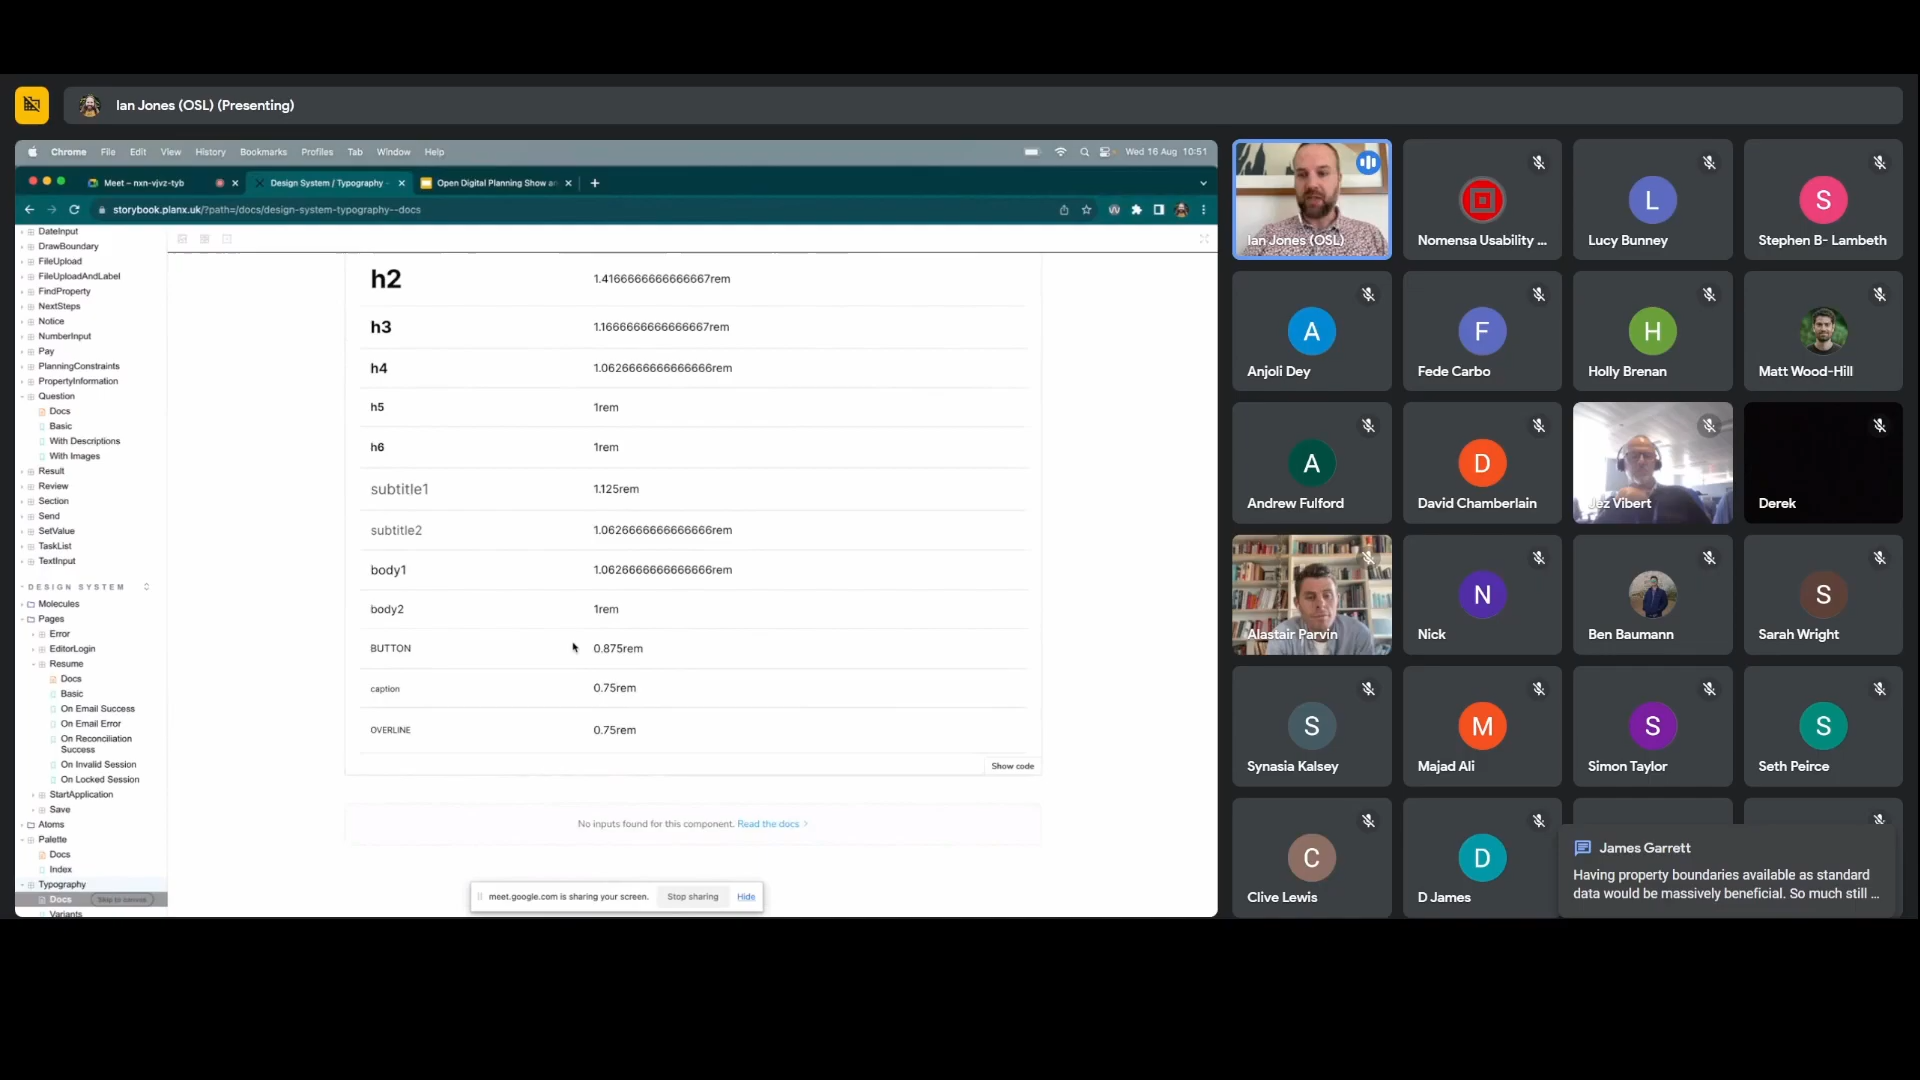 Ian Jones (OSL) (Presenting)
Chrome File Edit View History Bookmarks Profiles Tab Window Help
Wed 16 Aug 10:51
Meet – nxn-vjvz-tyb
Design System / Typography -
Open Digital Planning Show an
storybook.planx.uk/?path=/docs/design-system-typography--docs
DateInput
DrawBoundary
FileUpload
FileUploadAndLabel
FindProperty
NextSteps
Notice
NumberInput
Pay
PlanningConstraints
PropertyInformation
Question
Docs
Basic
With Descriptions
With Images
Result
Review
Section
Send
SetValue
TaskList
TextInput
DESIGN SYSTEM
Molecules
Pages
Error
EditorLogin
Resume
Docs
Basic
On Email Success
On Email Error
On Reconciliation
Success
On Invalid Session
On Locked Session
StartApplication
Save
Atoms
Palette
Docs
Index
Typography
Docs Skip to canvas
Variants
h2 1.4166666666666667rem
h3 1.1666666666666667rem
h4 1.0626666666666666rem
h5 1rem
h6 1rem
subtitle1 1.125rem
subtitle2 1.0626666666666666rem
body1 1.0626666666666666rem
body2 1rem
BUTTON 0.875rem
caption 0.75rem
OVERLINE 0.75rem
Show code
No inputs found for this component. Read the docs
meet.google.com is sharing your screen. Stop sharing Hide
Ian Jones (OSL)
Nomensa Usability ...
L
Lucy Bunney
S
Stephen B- Lambeth
A
Anjoli Dey
F
Fede Carbo
H
Holly Brenan
Matt Wood-Hill
A
Andrew Fulford
D
David Chamberlain
Jez Vibert
Derek
Alastair Parvin
N
Nick
Ben Baumann
S
Sarah Wright
S
Synasia Kalsey
M
Majad Ali
S
Simon Taylor
S
Seth Peirce
C
Clive Lewis
D
D James
James Garrett
Having property boundaries available as standard
data would be massively beneficial. So much still ...